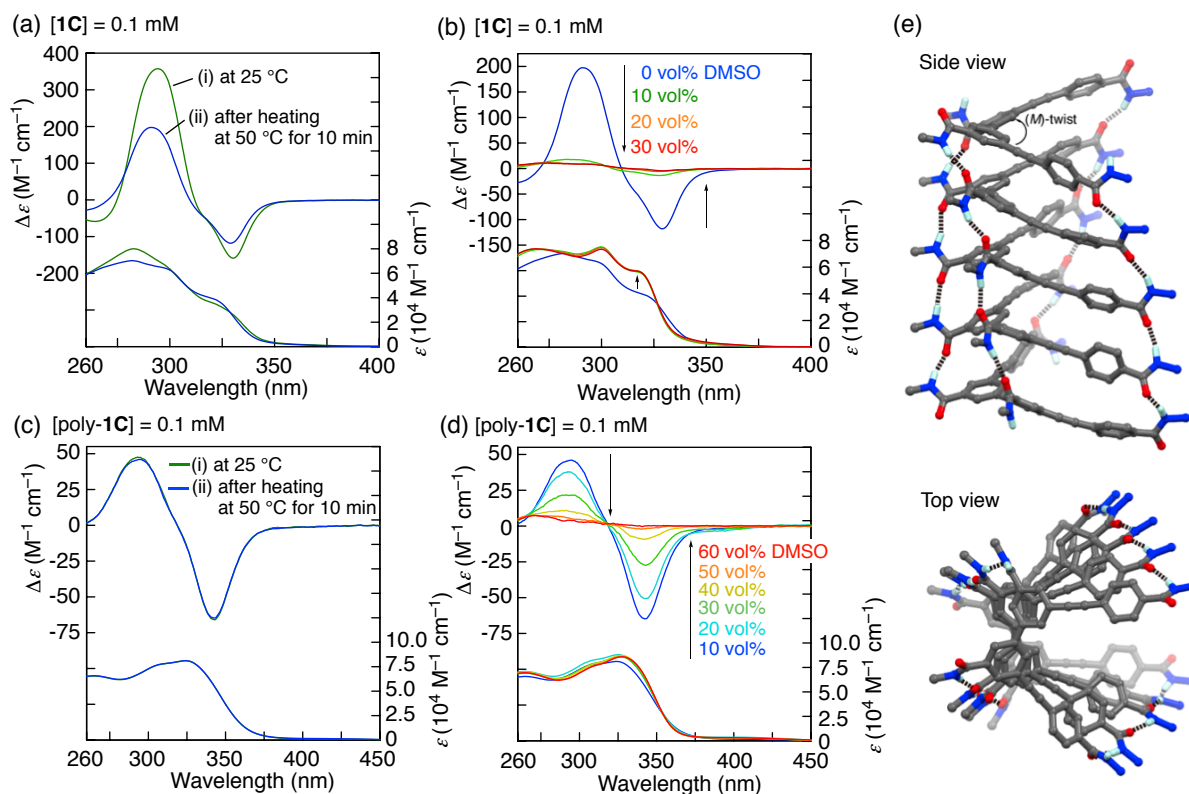 (a) [1C] = 0.1 mM
400
300
200
100
0
-100
-200
Δε (M⁻¹ cm⁻¹)
(i) at 25 °C
(ii) after heating
at 50 °C for 10 min
8
6
4
2
0
ε (10⁴ M⁻¹ cm⁻¹)
260 300 350 400
Wavelength (nm)
(b) [1C] = 0.1 mM
200
150
100
50
0
-50
-100
-150
Δε (M⁻¹ cm⁻¹)
0 vol% DMSO
10 vol%
20 vol%
30 vol%
8
6
4
2
0
ε (10⁴ M⁻¹ cm⁻¹)
260 300 350 400
Wavelength (nm)
(c) [poly-1C] = 0.1 mM
50
25
0
-25
-50
-75
Δε (M⁻¹ cm⁻¹)
(i) at 25 °C
(ii) after heating
at 50 °C for 10 min
10.0
7.5
5.0
2.5
0
ε (10⁴ M⁻¹ cm⁻¹)
260 300 350 400 450
Wavelength (nm)
(d) [poly-1C] = 0.1 mM
50
25
0
-25
-50
-75
Δε (M⁻¹ cm⁻¹)
60 vol% DMSO
50 vol%
40 vol%
30 vol%
20 vol%
10 vol%
10.0
7.5
5.0
2.5
0
ε (10⁴ M⁻¹ cm⁻¹)
260 300 350 400 450
Wavelength (nm)
(e)
Side view
(M)-twist
Top view